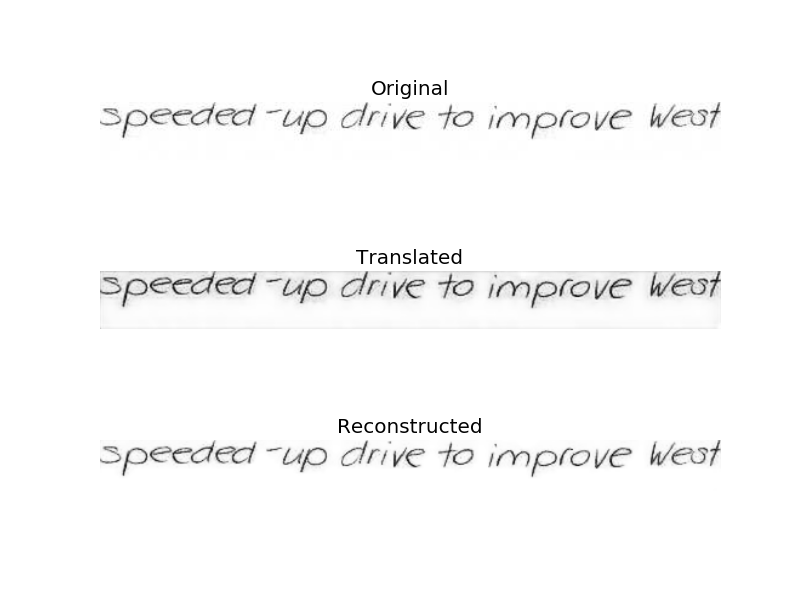 Original
speeded -up drive to improve West
Translated
speeded -up drive to improve West
Reconstructed
speeded -up drive to improve West